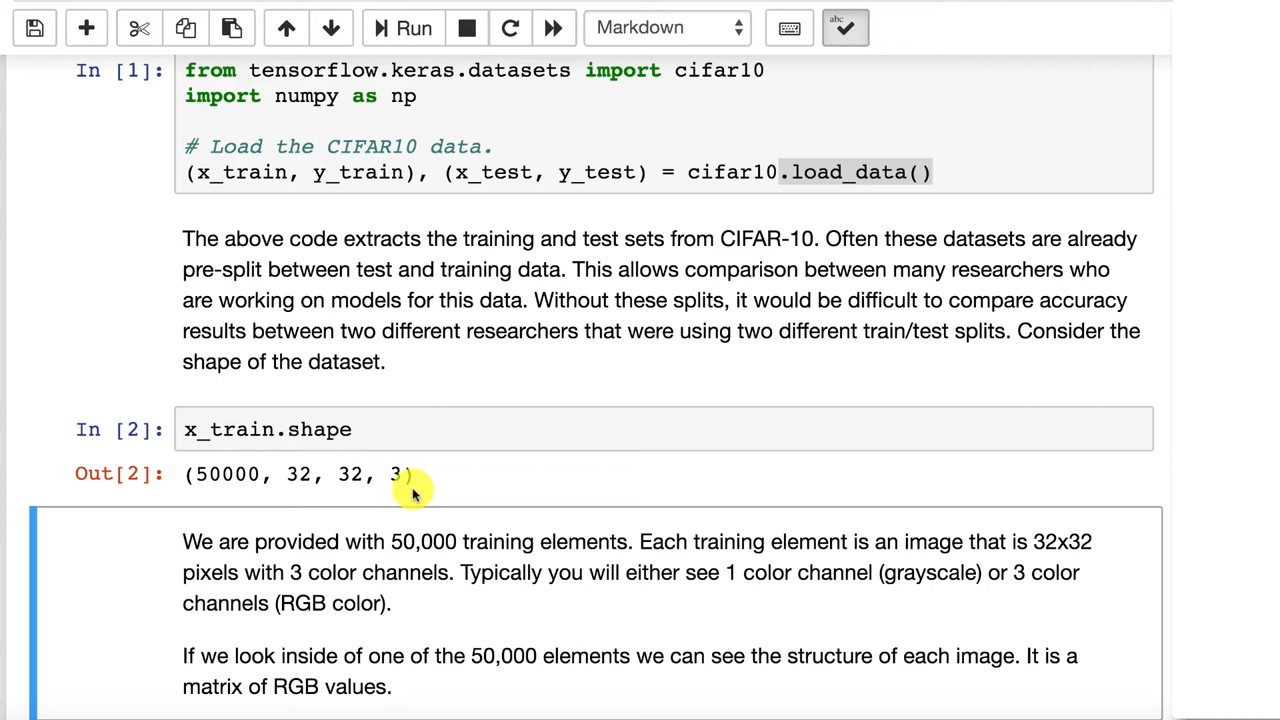 Run Markdown abc
In [1]: from tensorflow.keras.datasets import cifar10
import numpy as np
# Load the CIFAR10 data.
(x_train, y_train), (x_test, y_test) = cifar10.load_data()
The above code extracts the training and test sets from CIFAR-10. Often these datasets are already
pre-split between test and training data. This allows comparison between many researchers who
are working on models for this data. Without these splits, it would be difficult to compare accuracy
results between two different researchers that were using two different train/test splits. Consider the
shape of the dataset.
In [2]: x_train.shape
Out[2]: (50000, 32, 32, 3)
We are provided with 50,000 training elements. Each training element is an image that is 32x32
pixels with 3 color channels. Typically you will either see 1 color channel (grayscale) or 3 color
channels (RGB color).
If we look inside of one of the 50,000 elements we can see the structure of each image. It is a
matrix of RGB values.